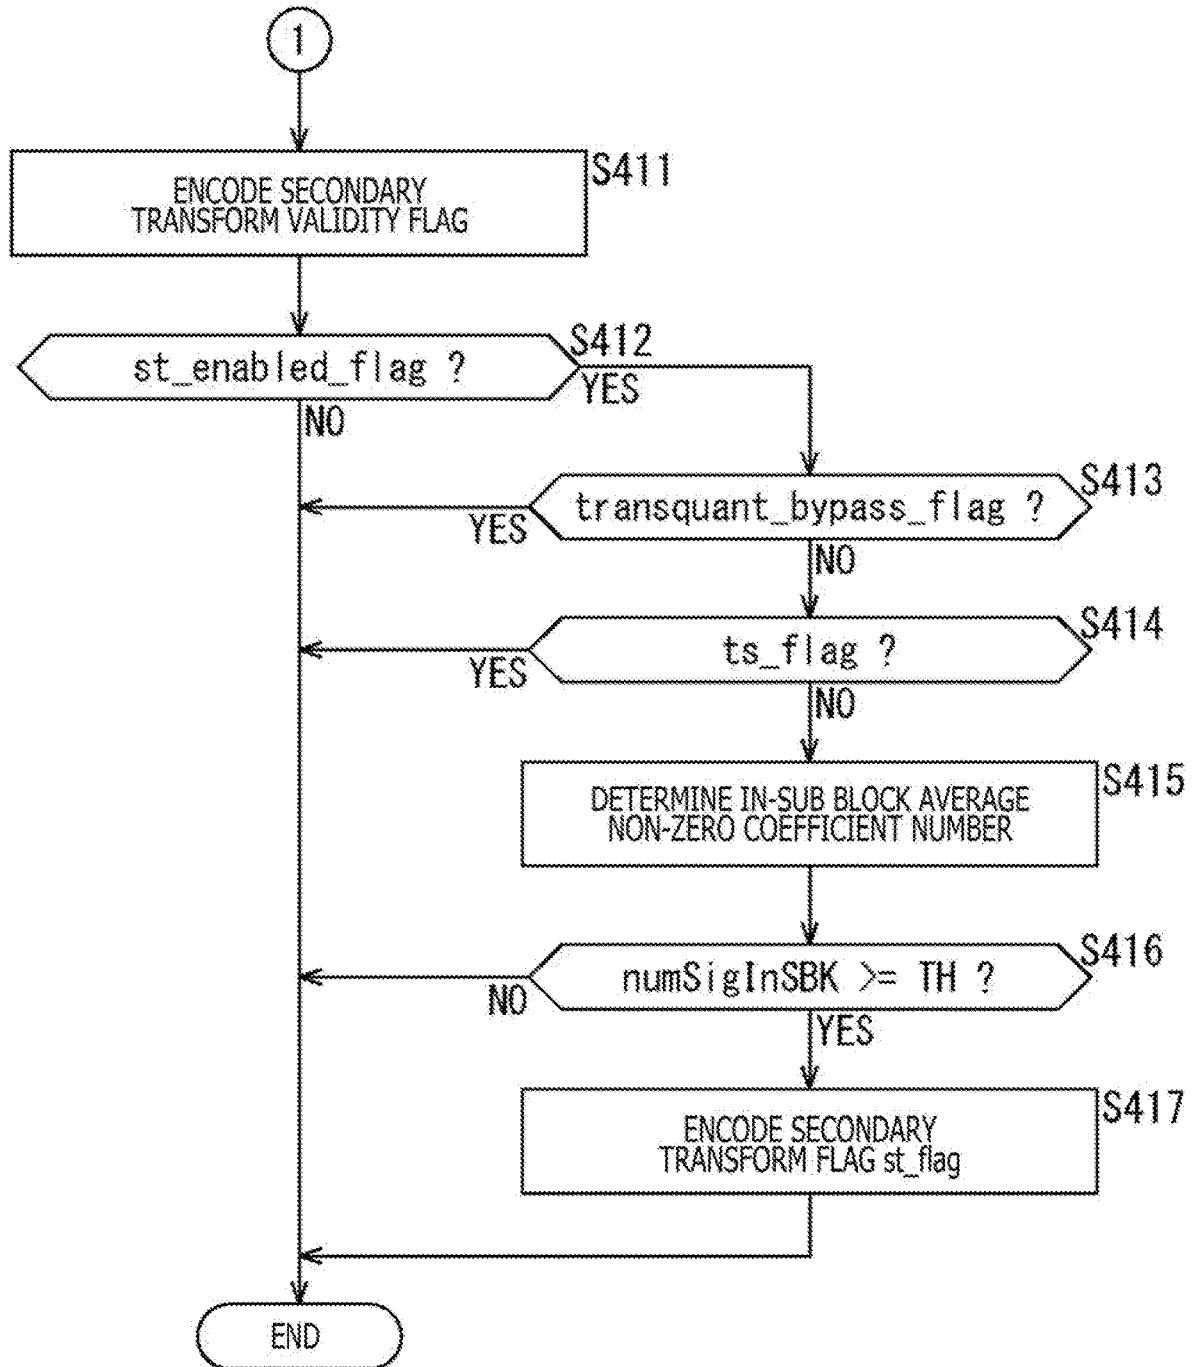 1
S411
ENCODE SECONDARY
TRANSFORM VALIDITY FLAG
S412
st_enabled_flag ?
YES
NO
S413
transquant_bypass_flag ?
YES
NO
S414
ts_flag ?
YES
NO
S415
DETERMINE IN-SUB BLOCK AVERAGE
NON-ZERO COEFFICIENT NUMBER
S416
numSigInSBK >= TH ?
NO
YES
S417
ENCODE SECONDARY
TRANSFORM FLAG st_flag
END